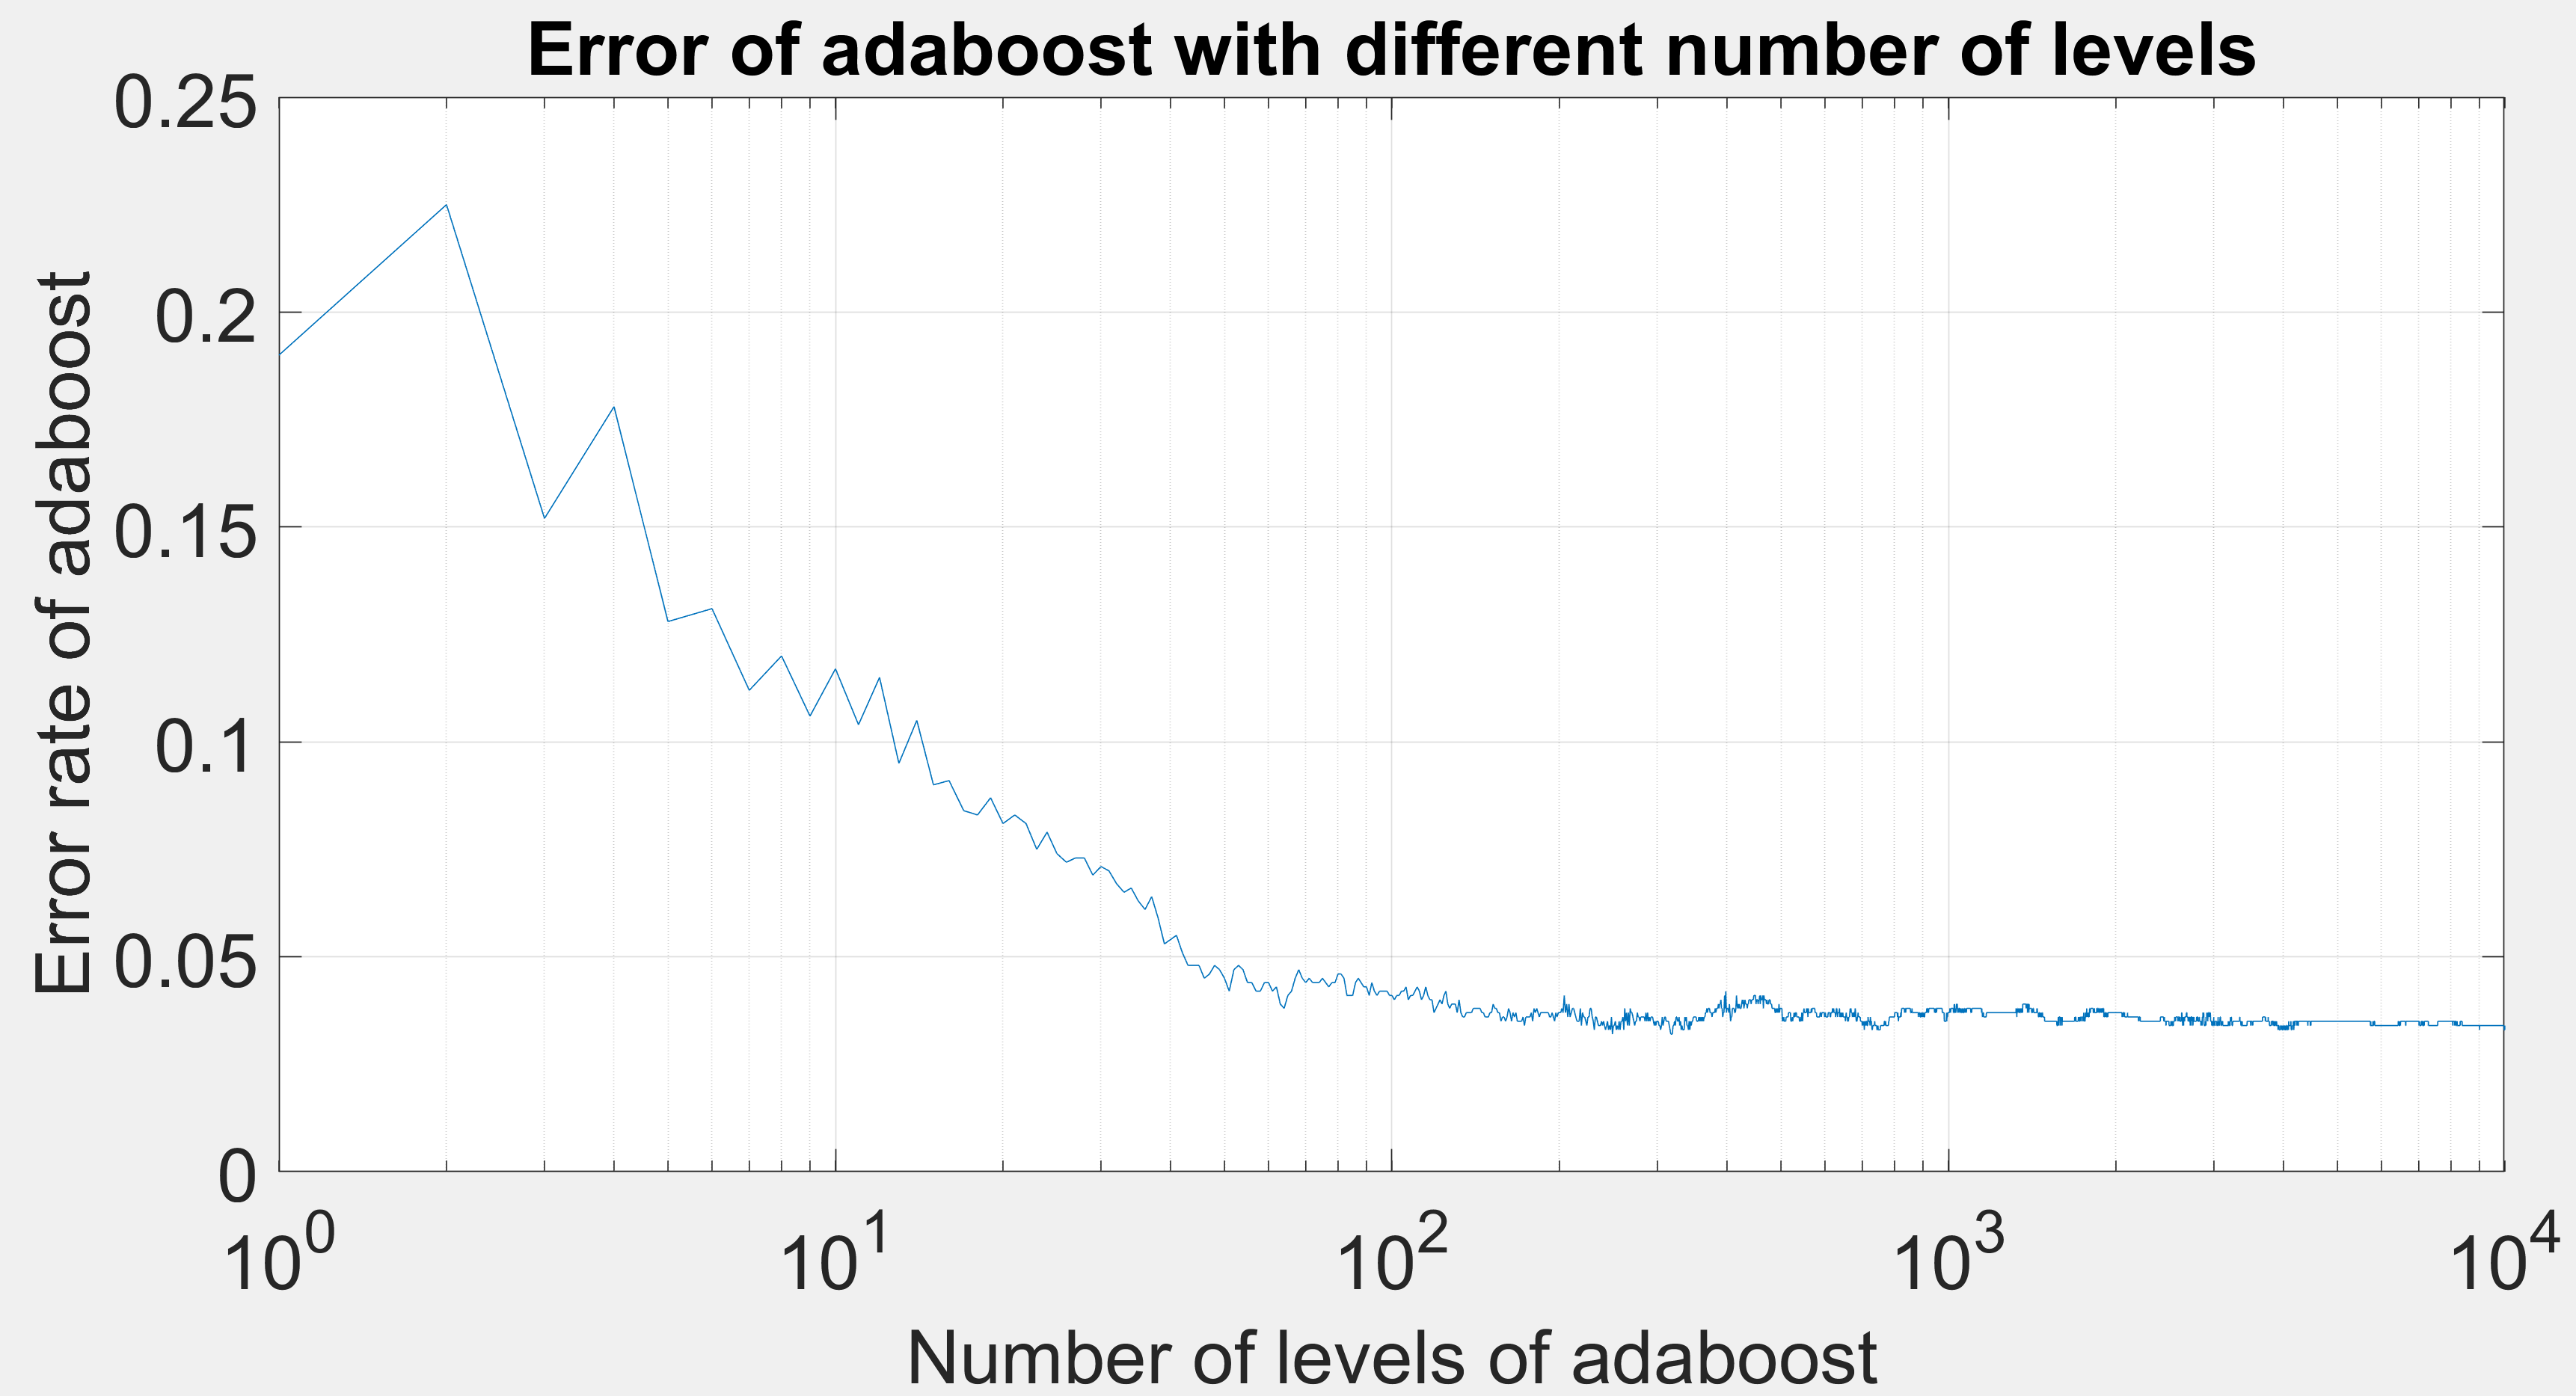 Error of adaboost with different number of levels
Error rate of adaboost
0.25
0.2
0.15
0.1
0.05
0
10^0 10^1 10^2 10^3 10^4
Number of levels of adaboost